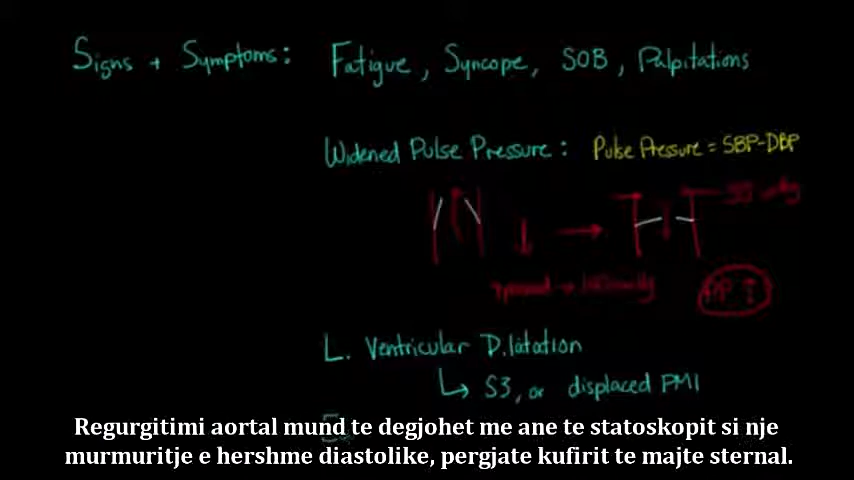 Signs + Symptoms: Fatigue, Syncope, SOB, Palpitations
Widened Pulse Pressure: Pulse Pressure = SBP-DBP
PP ↑
L. Ventricular Dilatation
↳ S3, or displaced PMI
Regurgitimi aortal mund te degjohet me ane te statoskopit si nje
murmuritje e hershme diastolike, pergjate kufirit te majte sternal.